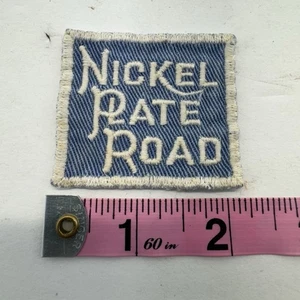 NICKEL
PLATE
ROAD
1 60 in 2